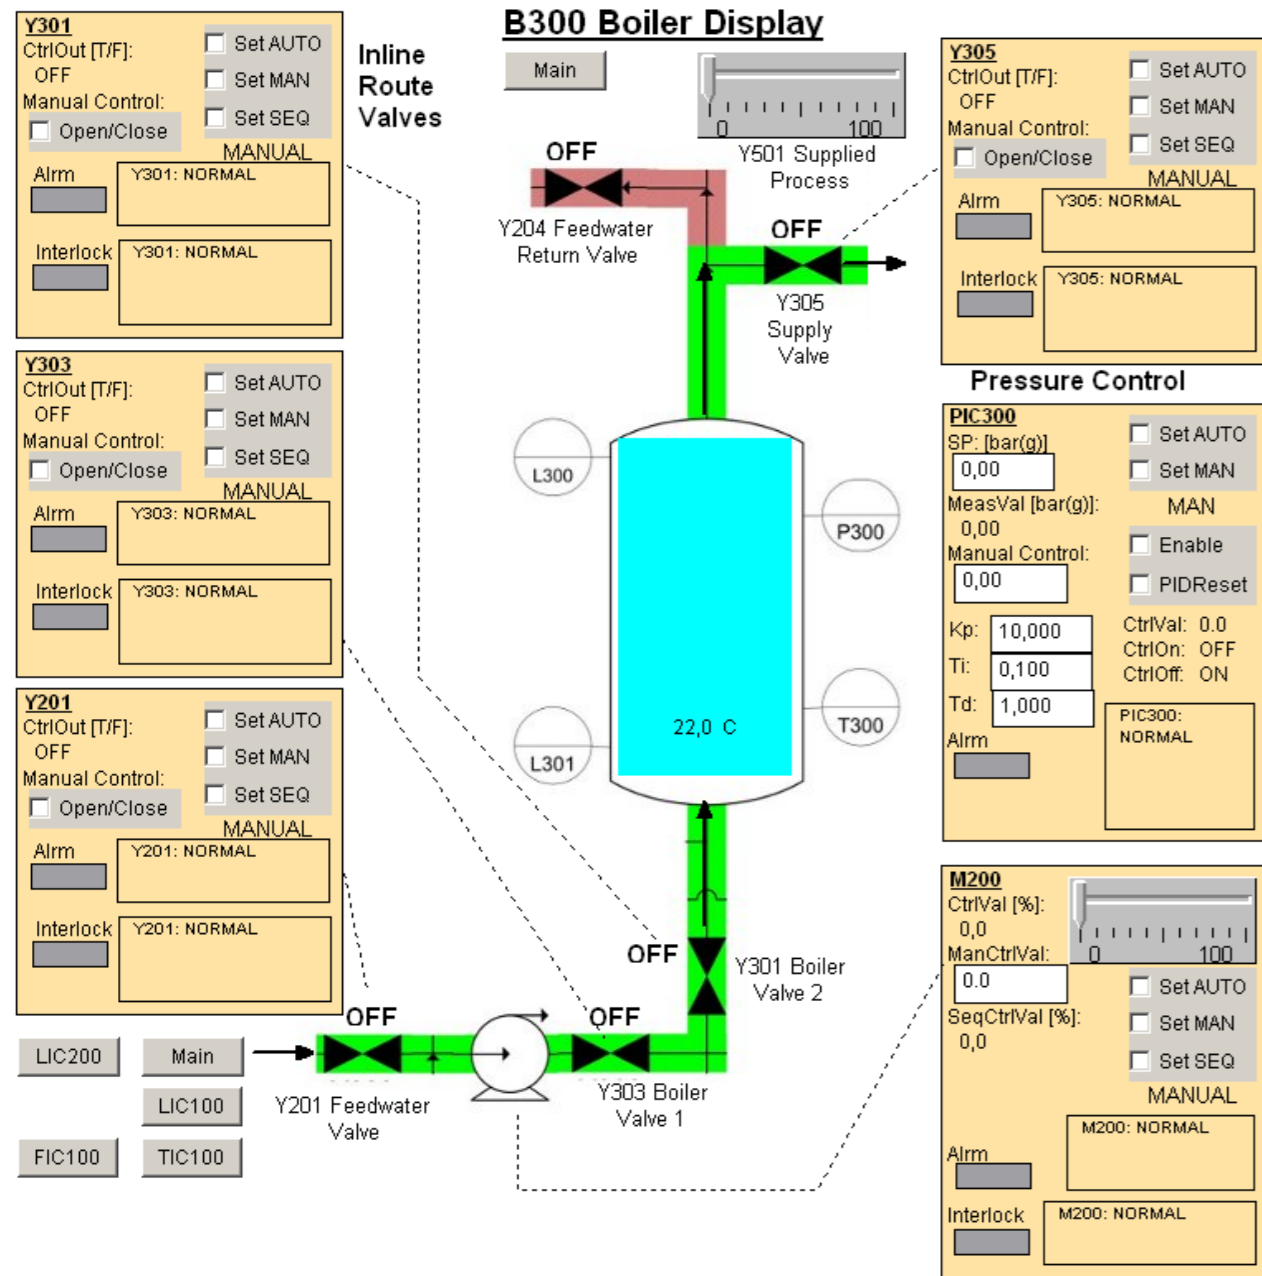 B300 Boiler Display
Main
0 100
Y501 Supplied
Process
Inline
Route
Valves
Y301
CtrlOut [T/F]:
OFF
Manual Control:
Open/Close
Set AUTO
Set MAN
Set SEQ
MANUAL
Alrm
Y301: NORMAL
Interlock
Y301: NORMAL
Y303
CtrlOut [T/F]:
OFF
Manual Control:
Open/Close
Set AUTO
Set MAN
Set SEQ
MANUAL
Alrm
Y303: NORMAL
Interlock
Y303: NORMAL
Y201
CtrlOut [T/F]:
OFF
Manual Control:
Open/Close
Set AUTO
Set MAN
Set SEQ
MANUAL
Alrm
Y201: NORMAL
Interlock
Y201: NORMAL
LIC200
Main
LIC100
FIC100
TIC100
OFF
Y204 Feedwater
Return Valve
OFF
Y305
Supply
Valve
L300
P300
L301
T300
22,0 C
OFF
Y301 Boiler
Valve 2
OFF
Y201 Feedwater
Valve
OFF
Y303 Boiler
Valve 1
Y305
CtrlOut [T/F]:
OFF
Manual Control:
Open/Close
Set AUTO
Set MAN
Set SEQ
MANUAL
Alrm
Y305: NORMAL
Interlock
Y305: NORMAL
Pressure Control
PIC300
SP: [bar(g)]
0,00
MeasVal [bar(g)]:
0,00
Manual Control:
0,00
Set AUTO
Set MAN
MAN
Enable
PIDReset
Kp: 10,000
Ti: 0,100
Td: 1,000
CtrlVal: 0.0
CtrlOn: OFF
CtrlOff: ON
Alrm
PIC300:
NORMAL
M200
CtrlVal [%]:
0,0
0 100
ManCtrlVal:
0.0
SeqCtrlVal [%]:
0,0
Set AUTO
Set MAN
Set SEQ
MANUAL
Alrm
M200: NORMAL
Interlock
M200: NORMAL